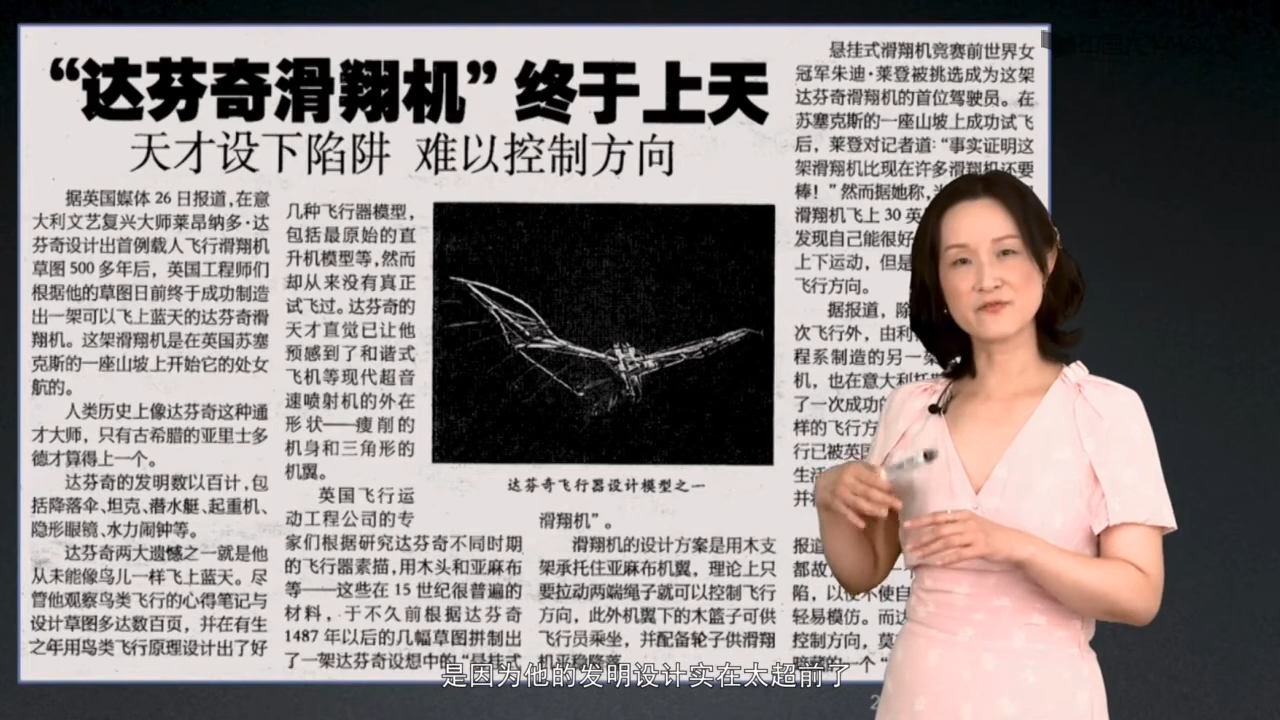 “达芬奇滑翔机”终于上天
天才设下陷阱 难以控制方向
据英国媒体 26 日报道,在意
大利文艺复兴大师莱昂纳多·达
芬奇设计出首例载人飞行滑翔机
草图 500 多年后，英国工程师们
根据他的草图日前终于成功制造
出一架可以飞上蓝天的达芬奇滑
翔机。这架滑翔机是在英国苏塞
克斯的一座山坡上开始它的处女
航的。
人类历史上像达芬奇这种通
才大师，只有古希腊的亚里士多
德才算得上一个。
达芬奇的发明数以百计,包
括降落伞、坦克、潜水艇、起重机、
隐形眼镜、水力闹钟等。
达芬奇两大遗憾之一就是他
从未能像鸟儿一样飞上蓝天。尽
管他观察鸟类飞行的心得笔记与
设计草图多达数百页，并在有生
之年用鸟类飞行原理设计出了好
几种飞行器模型，
包括最原始的直
升机模型等,然而
却从来没有真正
试飞过。达芬奇的
天才直觉已让他
预感到了和谐式
飞机等现代超音
速喷射机的外在
形状——瘦削的
机身和三角形的
机翼。
英国飞行运
动工程公司的专
家们根据研究达芬奇不同时期
的飞行器素描,用木头和亚麻布
等——这些在 15 世纪很普遍的
材料，于不久前根据达芬奇
1487 年以后的几幅草图拼制出
了一架达芬奇设想中的“悬挂式
达芬奇飞行器设计模型之一
滑翔机”。
滑翔机的设计方案是用木支
架承托住亚麻布机翼，理论上只
要拉动两端绳子就可以控制飞行
方向，此外机翼下的木篮子可供
飞行员乘坐，并配备轮子供滑翔
机平稳降落
悬挂式滑翔机竞赛前世界女
冠军朱迪·莱登被挑选成为这架
达芬奇滑翔机的首位驾驶员。在
苏塞克斯的一座山坡上成功试飞
后，莱登对记者道:“事实证明这
架滑翔机比现在许多滑翔机还要
棒！”然而据她称，
滑翔机飞上 30 英
发现自己能很好
上下运动，但是
飞行方向。
据报道，除
次飞行外，由利
程系制造的另一架
机，也在意大利托斯
了一次成功的
样的飞行方
行已被英国
生活
并
报道
都故
陷，以便不使自
轻易模仿。而达
控制方向，莫
一个“
是因为他的发明设计实在太超前了